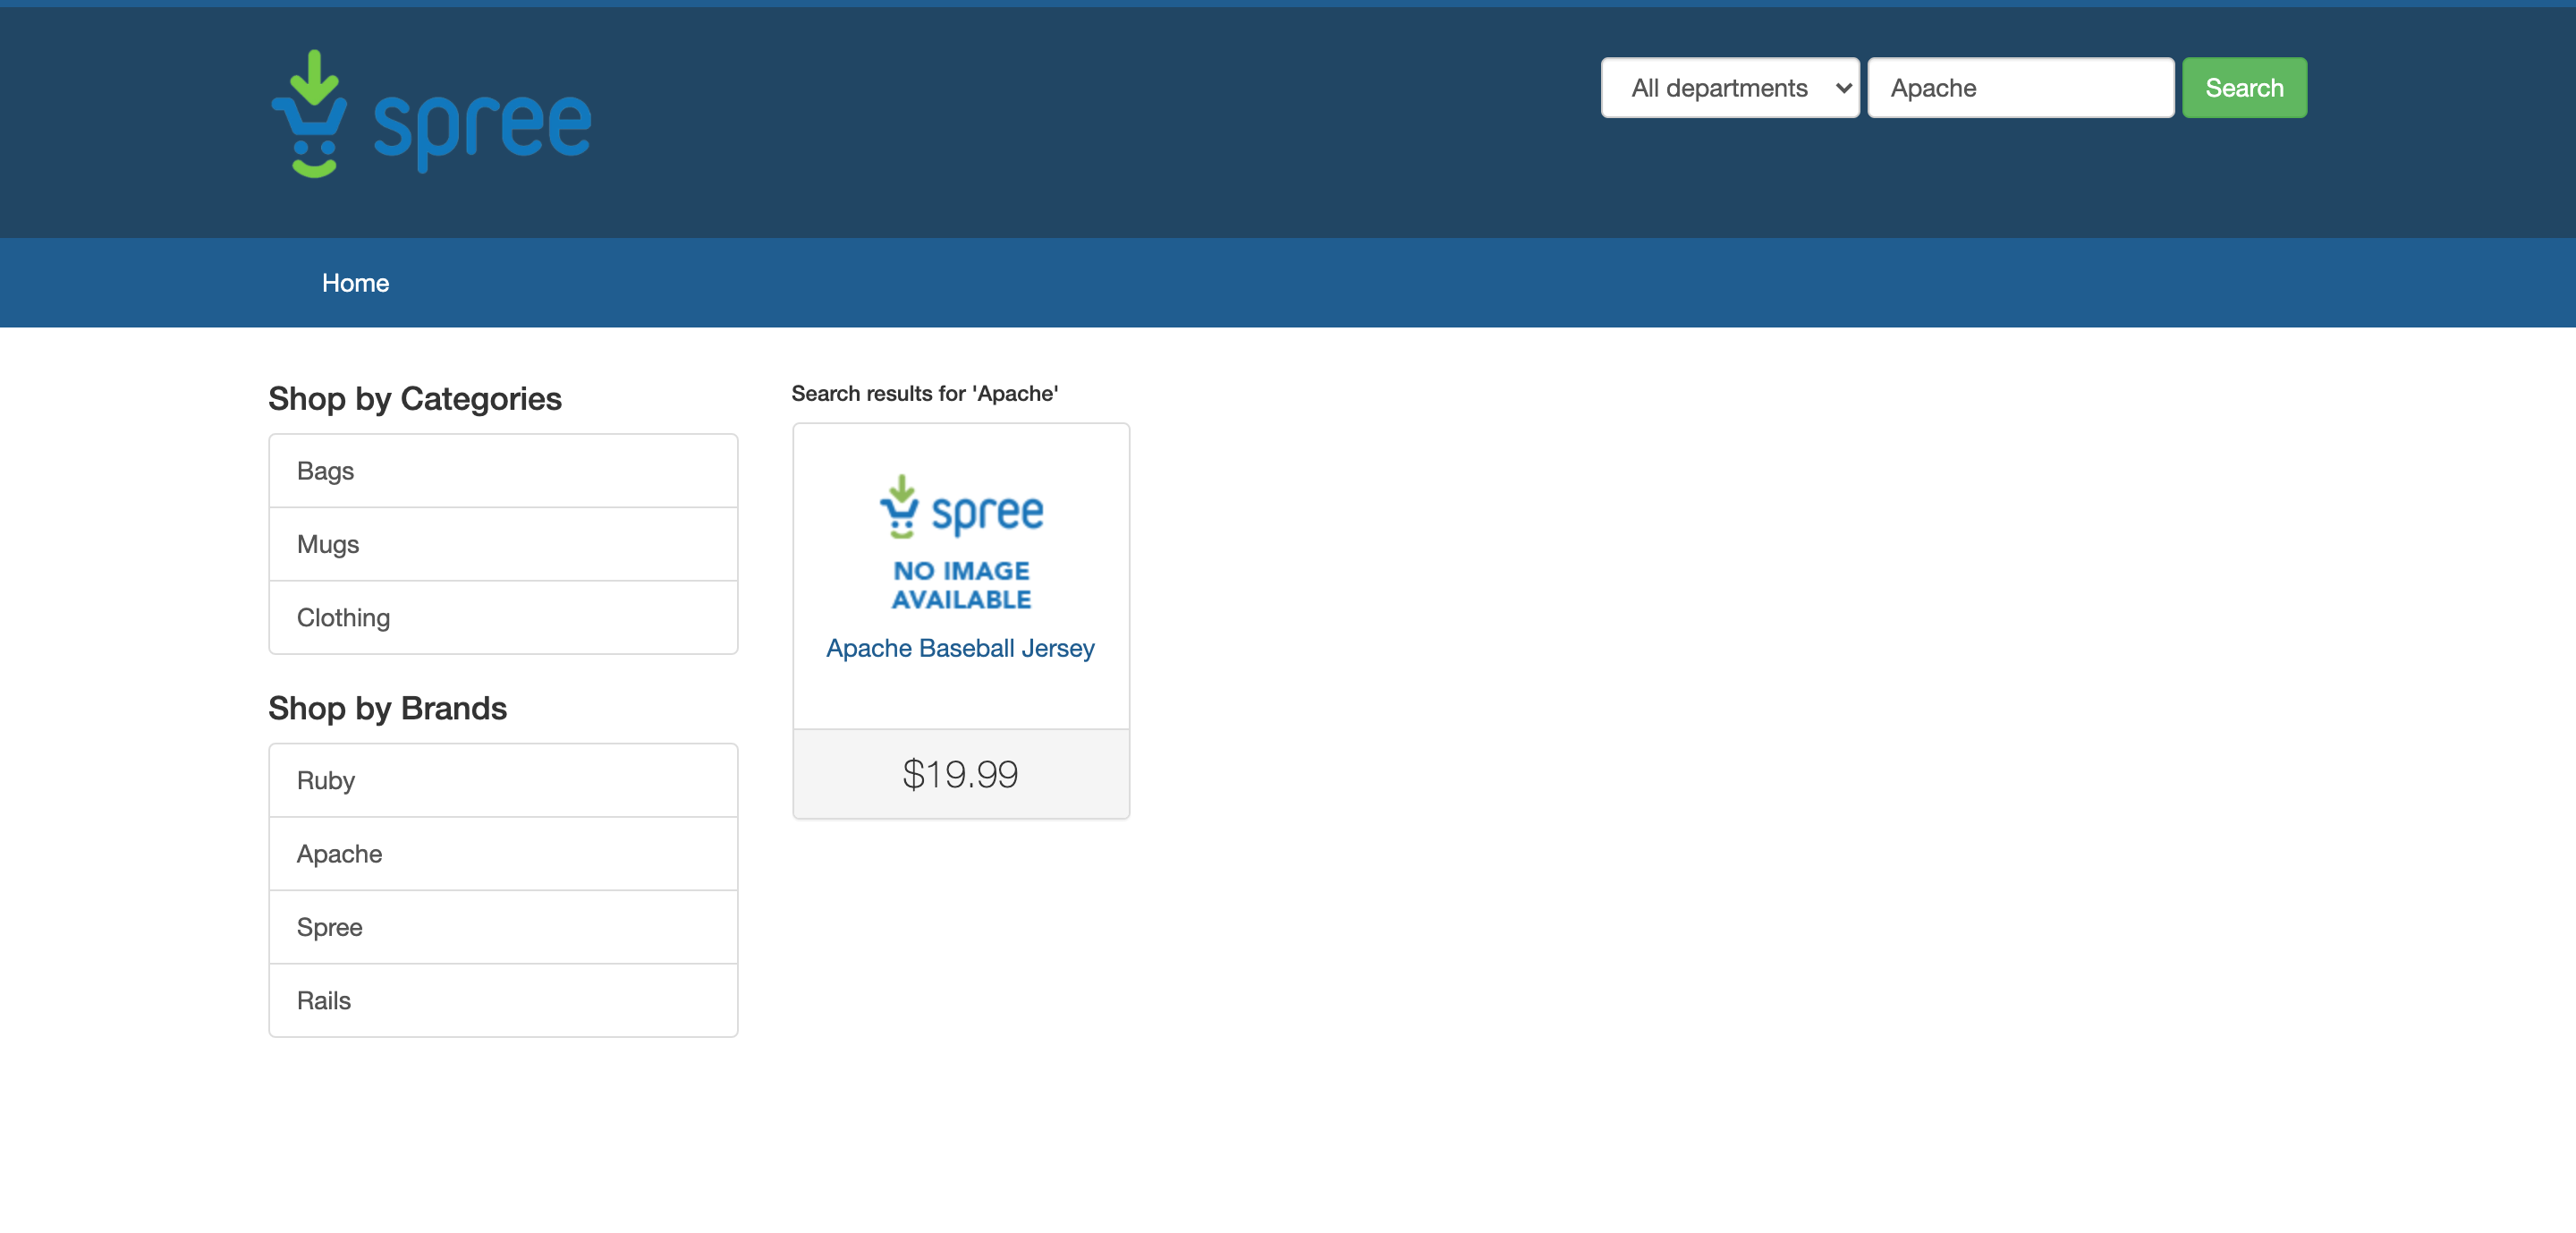 spree
All departments
Apache
Search
Home
Shop by Categories
Bags
Mugs
Clothing
Shop by Brands
Ruby
Apache
Spree
Rails
Search results for 'Apache'
spree
NO IMAGE
AVAILABLE
Apache Baseball Jersey
$19.99